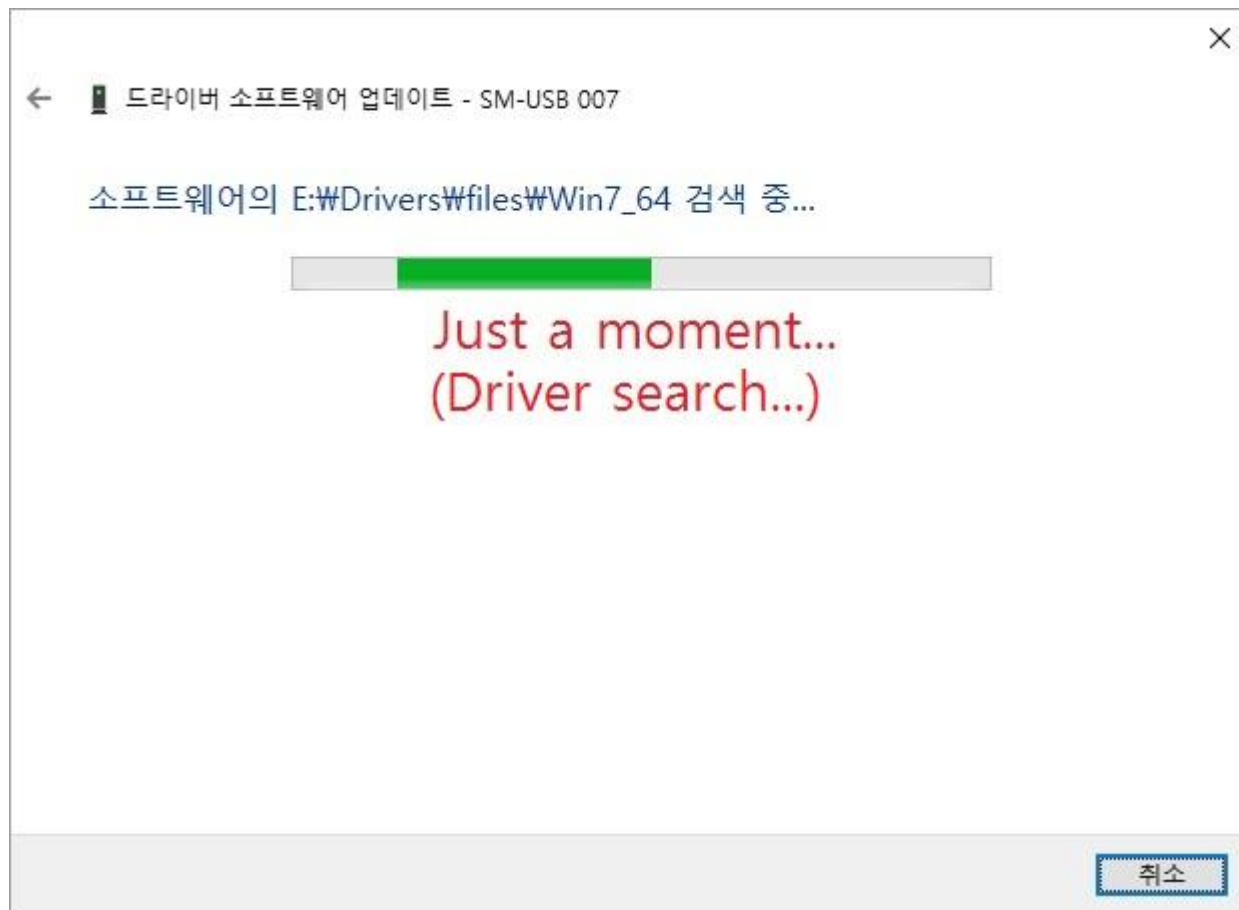 드라이버 소프트웨어 업데이트 - SM-USB 007
소프트웨어의 E:₩Drivers₩files₩Win7_64 검색 중...
Just a moment...
(Driver search...)
취소